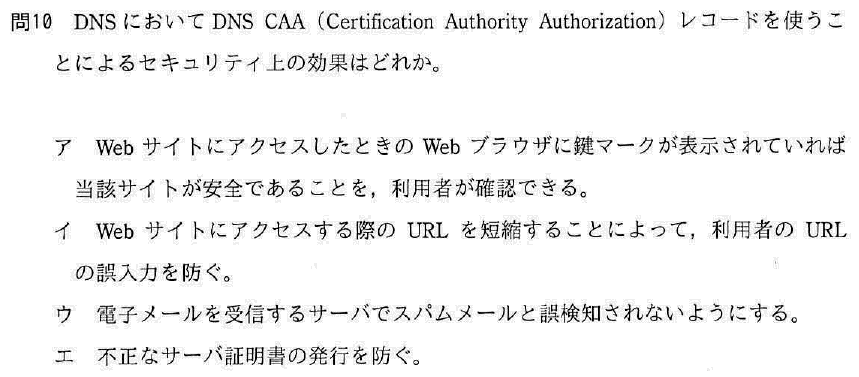 問10 DNSにおいてDNS CAA（Certification Authority Authorization）レコードを使うこ
とによるセキュリティ上の効果はどれか。
ア Webサイトにアクセスしたときの Web ブラウザに鍵マークが表示されていれば
当該サイトが安全であることを，利用者が確認できる。
イ Web サイトにアクセスする際の URL を短縮することによって，利用者の URL
の誤入力を防ぐ。
ウ 電子メールを受信するサーバでスパムメールと誤検知されないようにする。
エ 不正なサーバ証明書の発行を防ぐ。